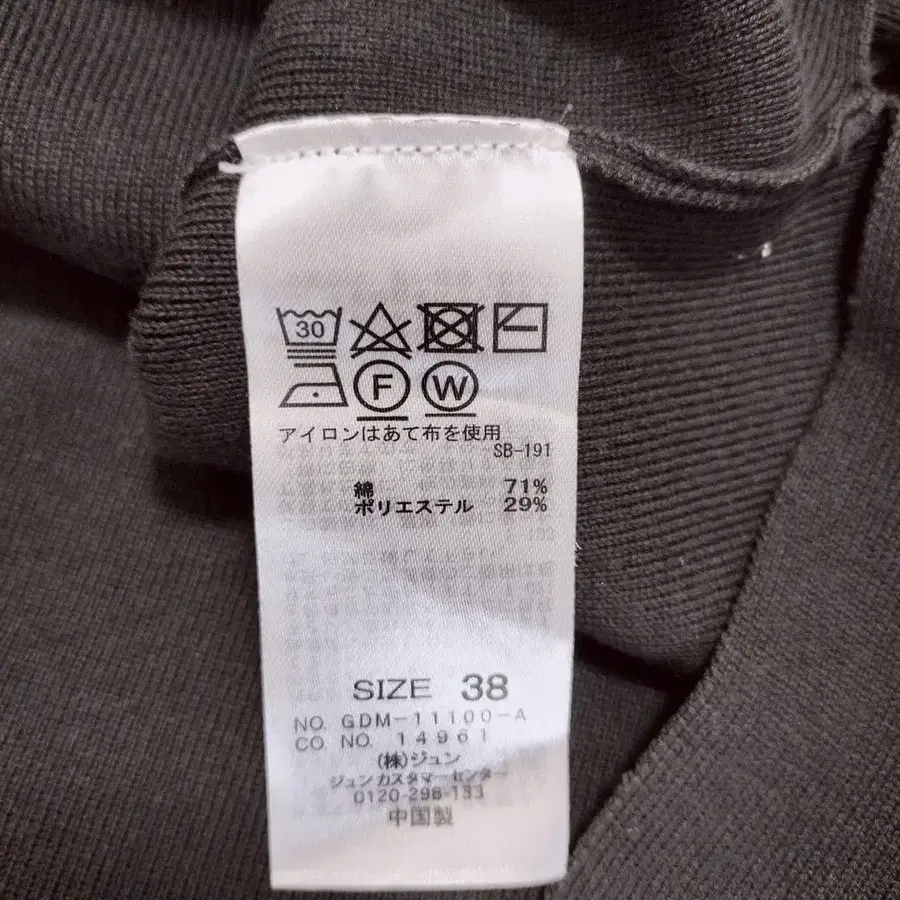 30
F W
アイロンはあて布を使用
SB-191
綿 71%
ポリエステル 29%
SIZE 38
NO. GDM-11100-A
CO. NO. 14961
(株)ジュン
ジュンカスタマーセンター
0120-298-133
中国製